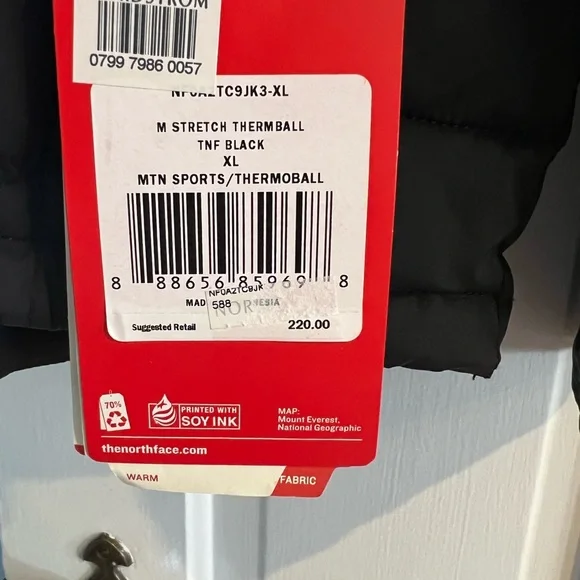 0799 7986 0057
NF0A2TC9JK3-XL
M STRETCH THERMBALL
TNF BLACK
XL
MTN SPORTS/THERMOBALL
8 88656 85969 8
NF0A2TC9JK
588
Suggested Retail 220.00
70%
PRINTED WITH
SOY INK
MAP:
Mount Everest,
National Geographic
thenorthface.com
WARM FABRIC